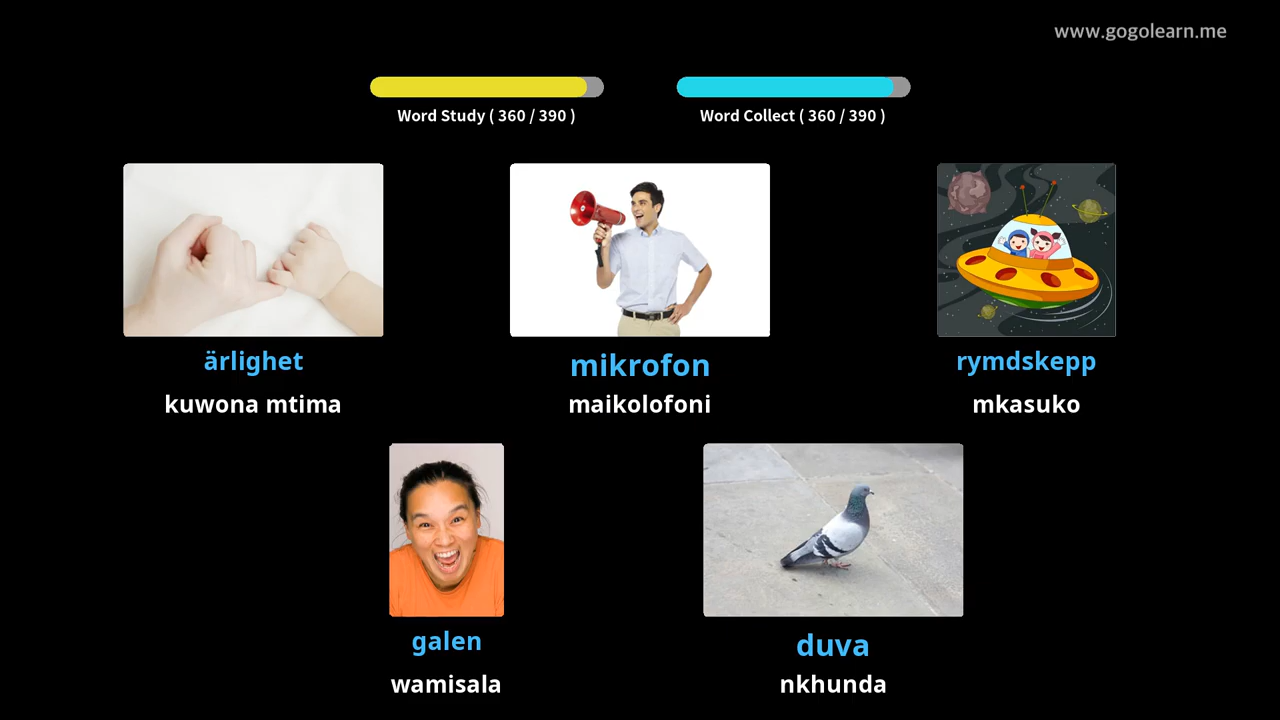 www.gogolearn.me
Word Study ( 360 / 390 )
Word Collect ( 360 / 390 )
ärlighet
mikrofon
rymdskepp
kuwona mtima
maikolofoni
mkasuko
galen
duva
wamisala
nkhunda